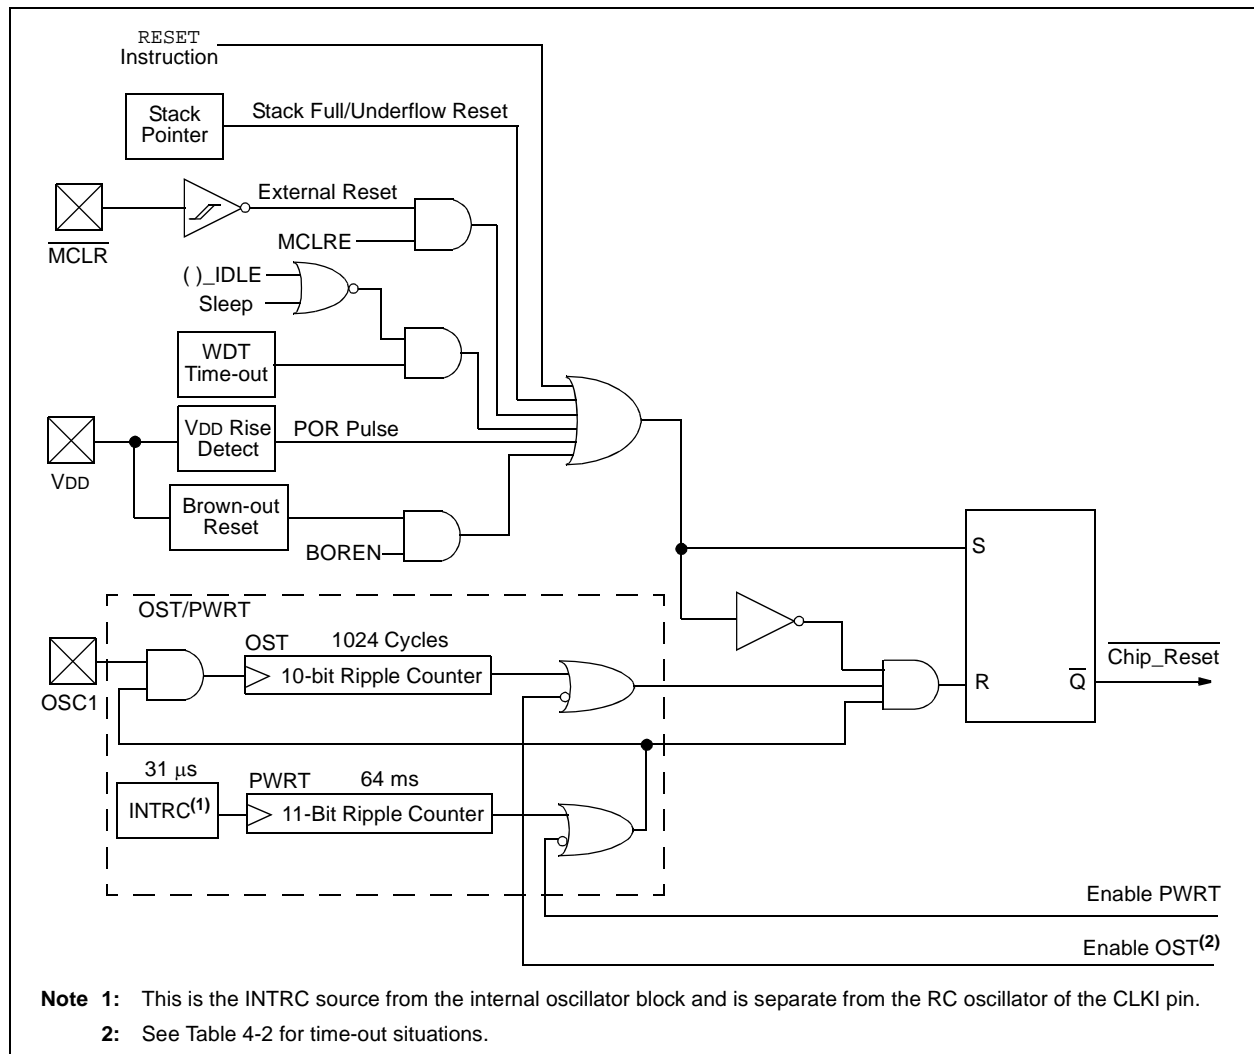 RESET
Instruction
Stack
Pointer
Stack Full/Underflow Reset
External Reset
MCLR
MCLRE
( )_IDLE
Sleep
WDT
Time-out
VDD Rise
Detect
POR Pulse
VDD
Brown-out
Reset
BOREN
S
OST/PWRT
OST
1024 Cycles
10-bit Ripple Counter
OSC1
R
Q
Chip_Reset
31 μs
INTRC(1)
PWRT
64 ms
11-Bit Ripple Counter
Enable PWRT
Enable OST(2)
Note 1: This is the INTRC source from the internal oscillator block and is separate from the RC oscillator of the CLKI pin.
2: See Table 4-2 for time-out situations.